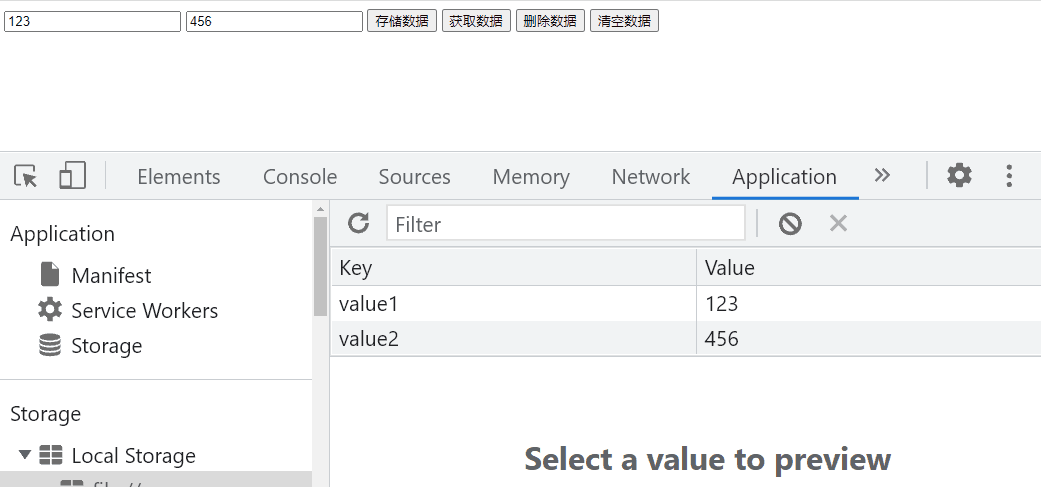 123 456 存储数据 获取数据 删除数据 清空数据
Elements Console Sources Memory Network Application
Application
Manifest
Service Workers
Storage
Storage
Local Storage
Filter
Key Value
value1 123
value2 456
Select a value to preview